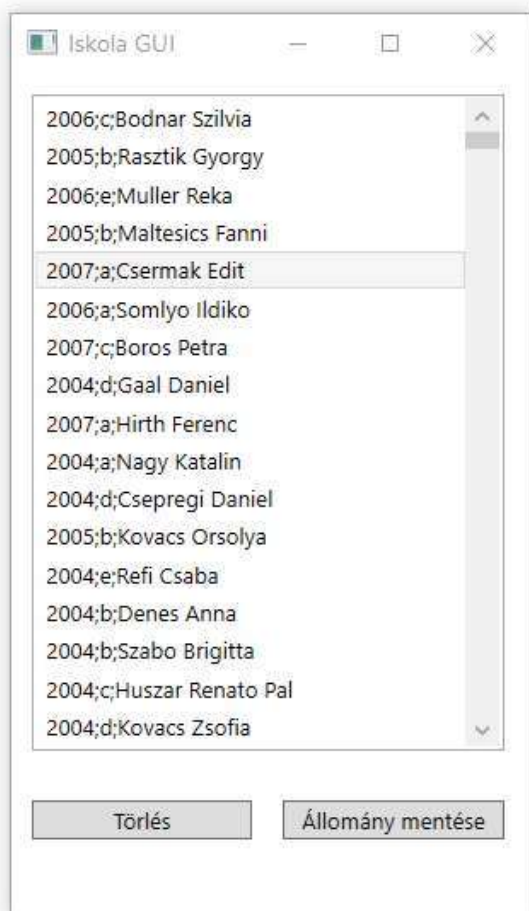 Iskola GUI
2006;c;Bodnar Szilvia
2005;b;Rasztik Gyorgy
2006;e;Muller Reka
2005;b;Maltesics Fanni
2007;a;Csermak Edit
2006;a;Somlyo Ildiko
2007;c;Boros Petra
2004;d;Gaal Daniel
2007;a;Hirth Ferenc
2004;a;Nagy Katalin
2004;d;Csepregi Daniel
2005;b;Kovacs Orsolya
2004;e;Refi Csaba
2004;b;Denes Anna
2004;b;Szabo Brigitta
2004;c;Huszar Renato Pal
2004;d;Kovacs Zsofia
Törlés
Állomány mentése